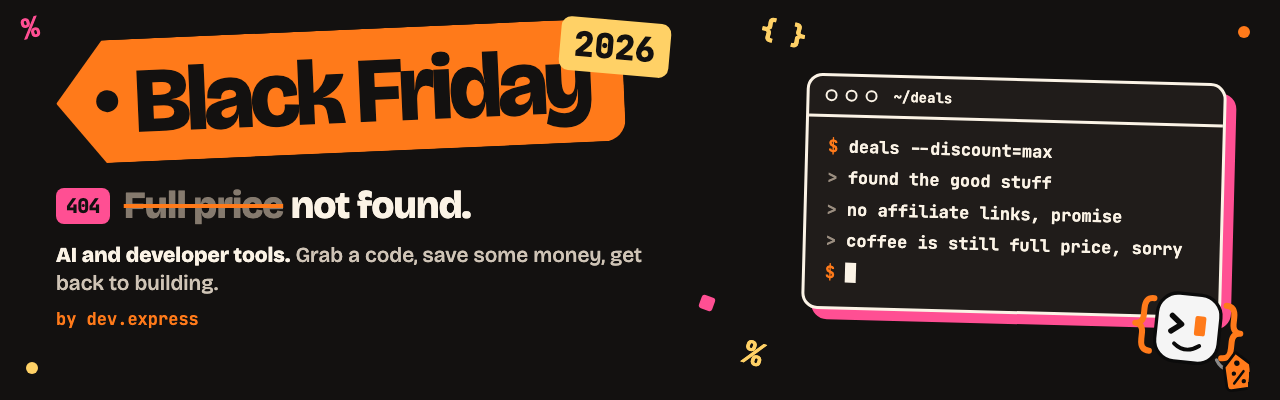 %
Black Friday
2026
404 Full price not found.
AI and developer tools. Grab a code, save some money, get
back to building.
by dev.express
{ }
~/deals
$ deals --discount=max
> found the good stuff
> no affiliate links, promise
> coffee is still full price, sorry
$
%
{ }
%